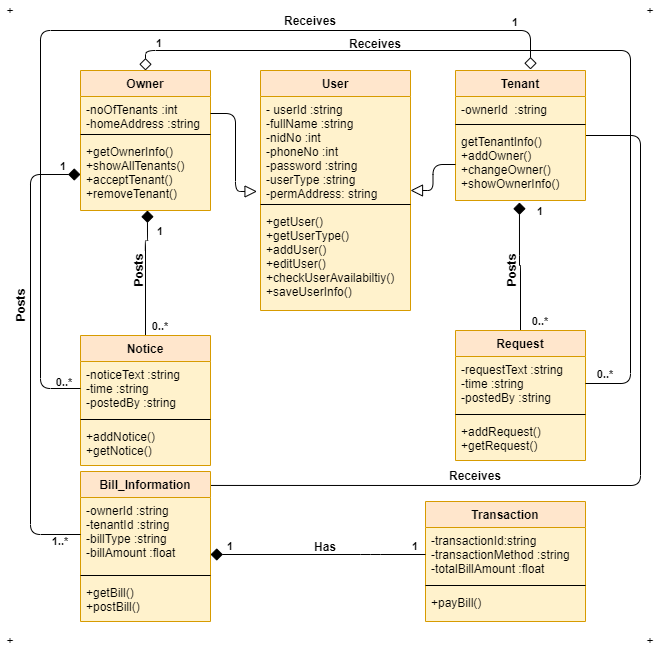 Receives
1
1
Receives
Owner
-noOfTenants :int
-homeAddress :string
+getOwnerInfo()
+showAllTenants()
+acceptTenant()
+removeTenant()
User
- userId :string
-fullName :string
-nidNo :int
-phoneNo :int
-password :string
-userType :string
-permAddress: string
+getUser()
+getUserType()
+addUser()
+editUser()
+checkUserAvailabiltiy()
+saveUserInfo()
Tenant
-ownerId :string
getTenantInfo()
+addOwner()
+changeOwner()
+showOwnerInfo()
1
1
1
Posts
Posts
Posts
0..*
0..*
Notice
-noticeText :string
-time :string
-postedBy :string
+addNotice()
+getNotice()
Request
-requestText :string
-time :string
-postedBy :string
+addRequest()
+getRequest()
0..*
0..*
Receives
Bill_Information
-ownerId :string
-tenantId :string
-billType :string
-billAmount :float
+getBill()
+postBill()
1..*
1
Has
1
Transaction
-transactionId:string
-transactionMethod :string
-totalBillAmount :float
+payBill()